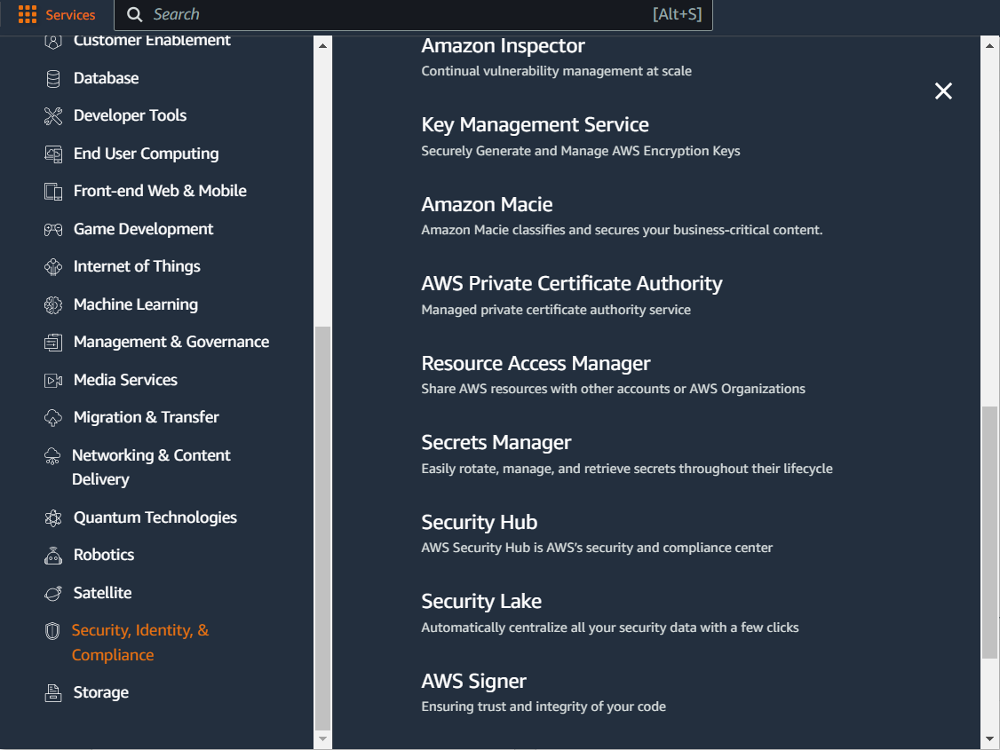 Services
Search
[Alt+S]
Customer Enablement
Database
Developer Tools
End User Computing
Front-end Web & Mobile
Game Development
Internet of Things
Machine Learning
Management & Governance
Media Services
Migration & Transfer
Networking & Content
Delivery
Quantum Technologies
Robotics
Satellite
Security, Identity, &
Compliance
Storage
Amazon Inspector
Continual vulnerability management at scale
Key Management Service
Securely Generate and Manage AWS Encryption Keys
Amazon Macie
Amazon Macie classifies and secures your business-critical content.
AWS Private Certificate Authority
Managed private certificate authority service
Resource Access Manager
Share AWS resources with other accounts or AWS Organizations
Secrets Manager
Easily rotate, manage, and retrieve secrets throughout their lifecycle
Security Hub
AWS Security Hub is AWS’s security and compliance center
Security Lake
Automatically centralize all your security data with a few clicks
AWS Signer
Ensuring trust and integrity of your code